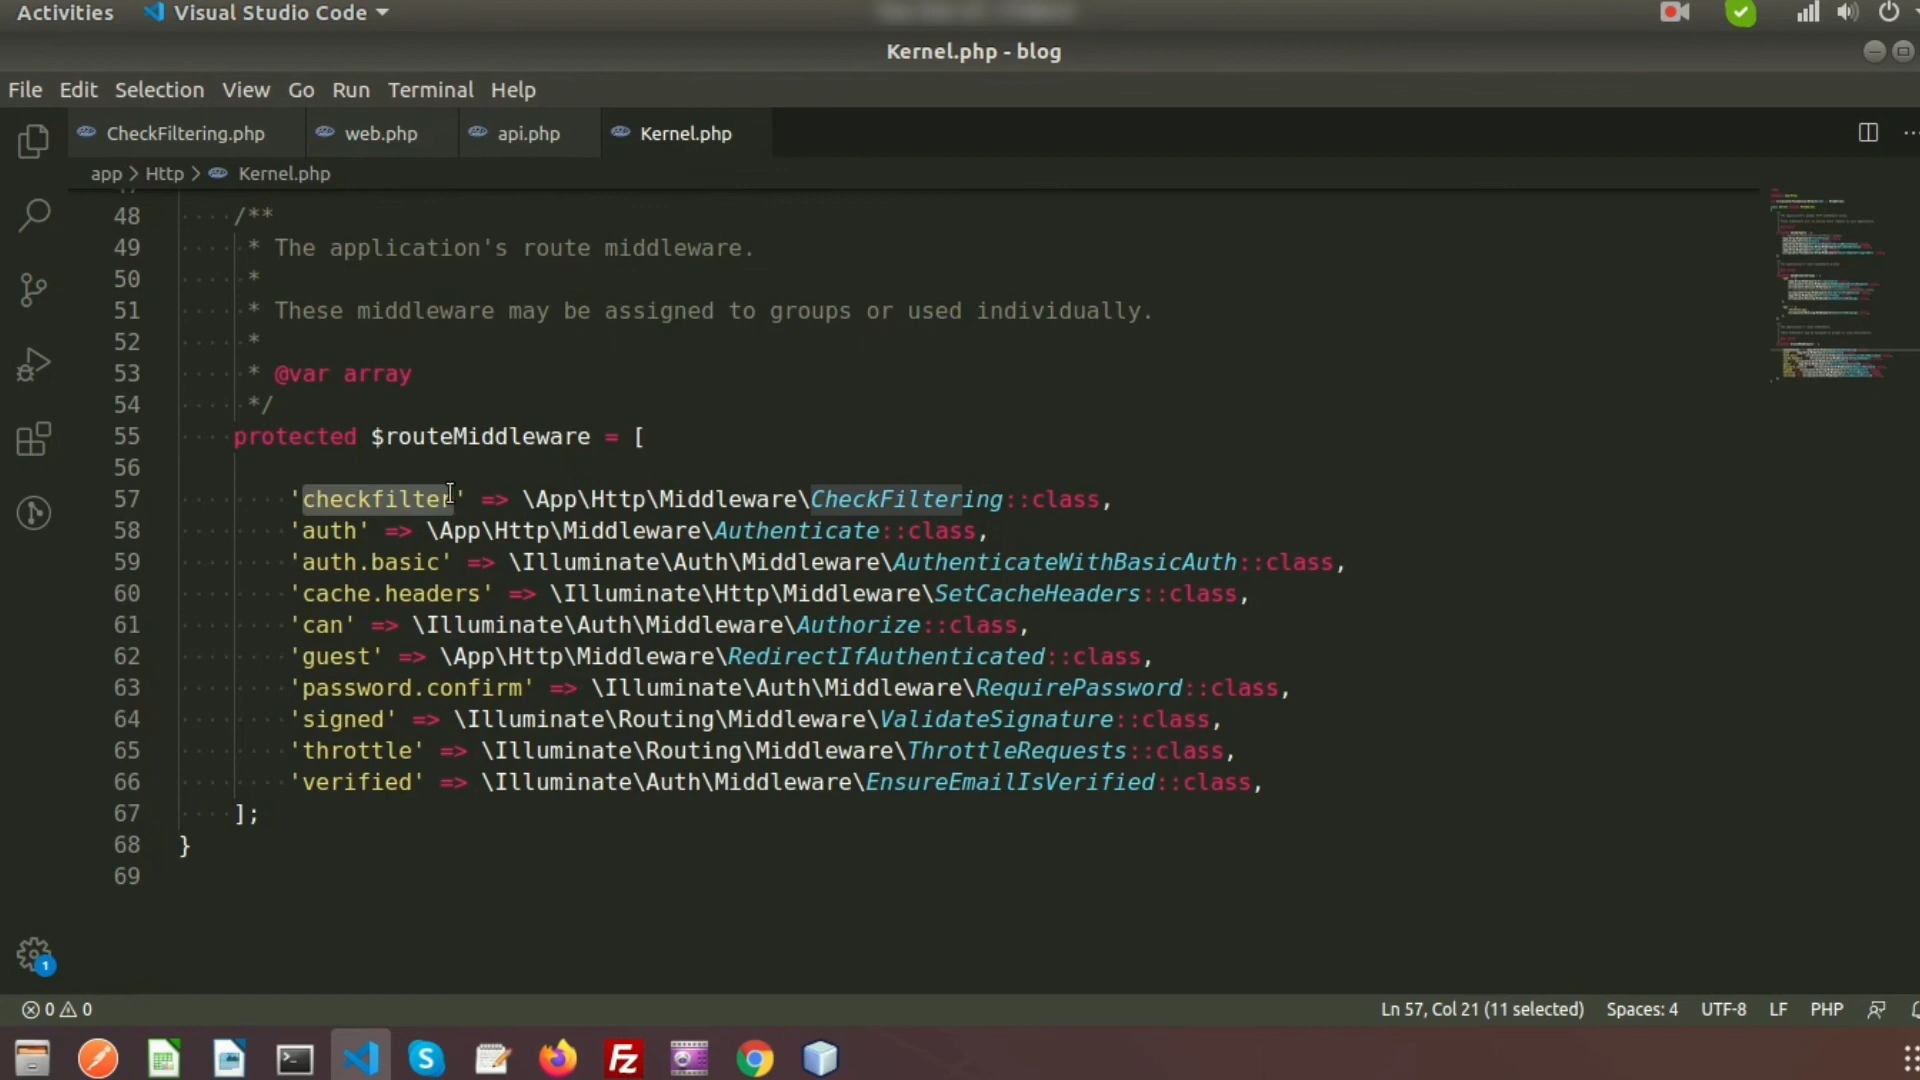 Activities Visual Studio Code
Kernel.php - blog
File Edit Selection View Go Run Terminal Help
CheckFiltering.php web.php api.php Kernel.php
app > Http > Kernel.php
48 /**
49 * The application's route middleware.
50 *
51 * These middleware may be assigned to groups or used individually.
52 *
53 * @var array
54 */
55 protected $routeMiddleware = [
56
57 'checkfilter' => \App\Http\Middleware\CheckFiltering::class,
58 'auth' => \App\Http\Middleware\Authenticate::class,
59 'auth.basic' => \Illuminate\Auth\Middleware\AuthenticateWithBasicAuth::class,
60 'cache.headers' => \Illuminate\Http\Middleware\SetCacheHeaders::class,
61 'can' => \Illuminate\Auth\Middleware\Authorize::class,
62 'guest' => \App\Http\Middleware\RedirectIfAuthenticated::class,
63 'password.confirm' => \Illuminate\Auth\Middleware\RequirePassword::class,
64 'signed' => \Illuminate\Routing\Middleware\ValidateSignature::class,
65 'throttle' => \Illuminate\Routing\Middleware\ThrottleRequests::class,
66 'verified' => \Illuminate\Auth\Middleware\EnsureEmailIsVerified::class,
67 ];
68 }
69
1
0 0 Ln 57, Col 21 (11 selected) Spaces: 4 UTF-8 LF PHP
S Fz